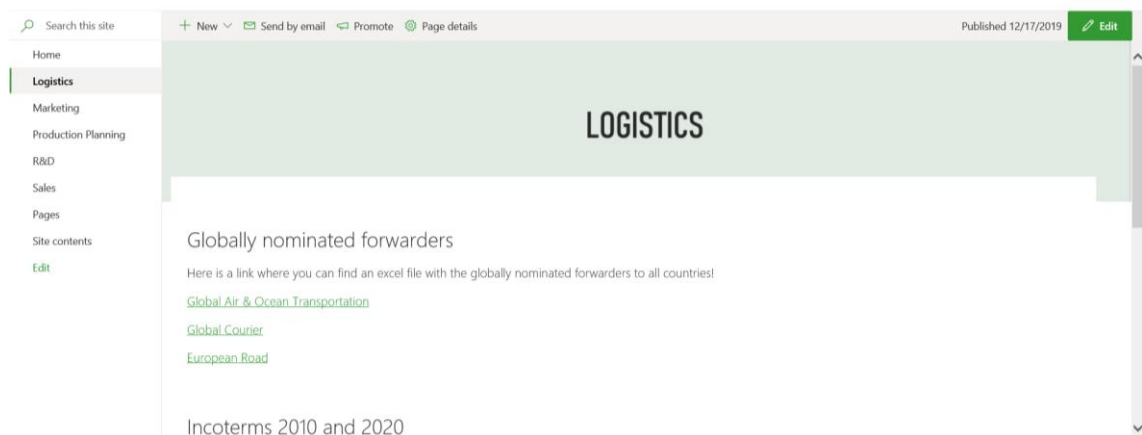 Search this site
New
Send by email
Promote
Page details
Published 12/17/2019
Edit
Home
Logistics
Marketing
Production Planning
R&D
Sales
Pages
Site contents
Edit
LOGISTICS
Globally nominated forwarders
Here is a link where you can find an excel file with the globally nominated forwarders to all countries!
Global Air & Ocean Transportation
Global Courier
European Road
Incoterms 2010 and 2020